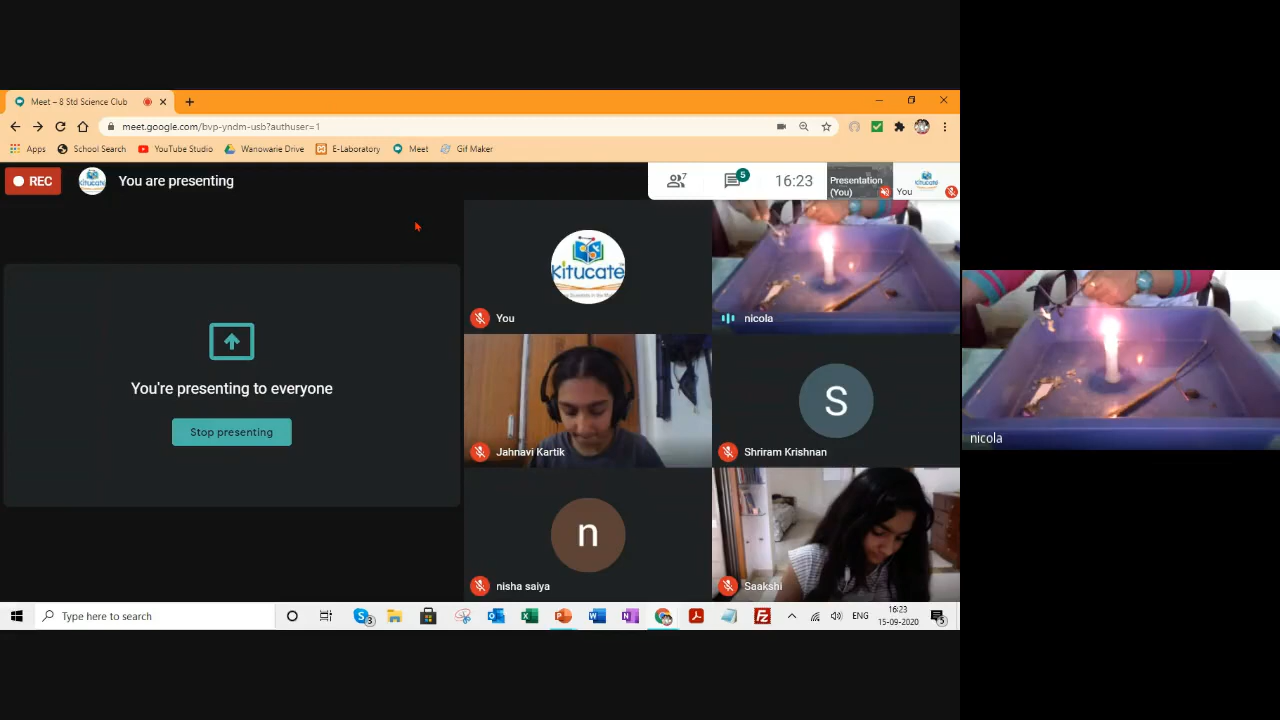 Meet – 8 Std Science Club
meet.google.com/bvp-yndm-usb?authuser=1
Apps School Search YouTube Studio Wanowarie Drive E-Laboratory Meet Gif Maker
REC
You are presenting
7
5
16:23
Presentation
(You)
You
You're presenting to everyone
Stop presenting
Kitucate
You
nicola
Jahnavi Kartik
S
Shriram Krishnan
n
nisha saiya
Saakshi
nicola
Type here to search
3
ENG
16:23
15-09-2020
5